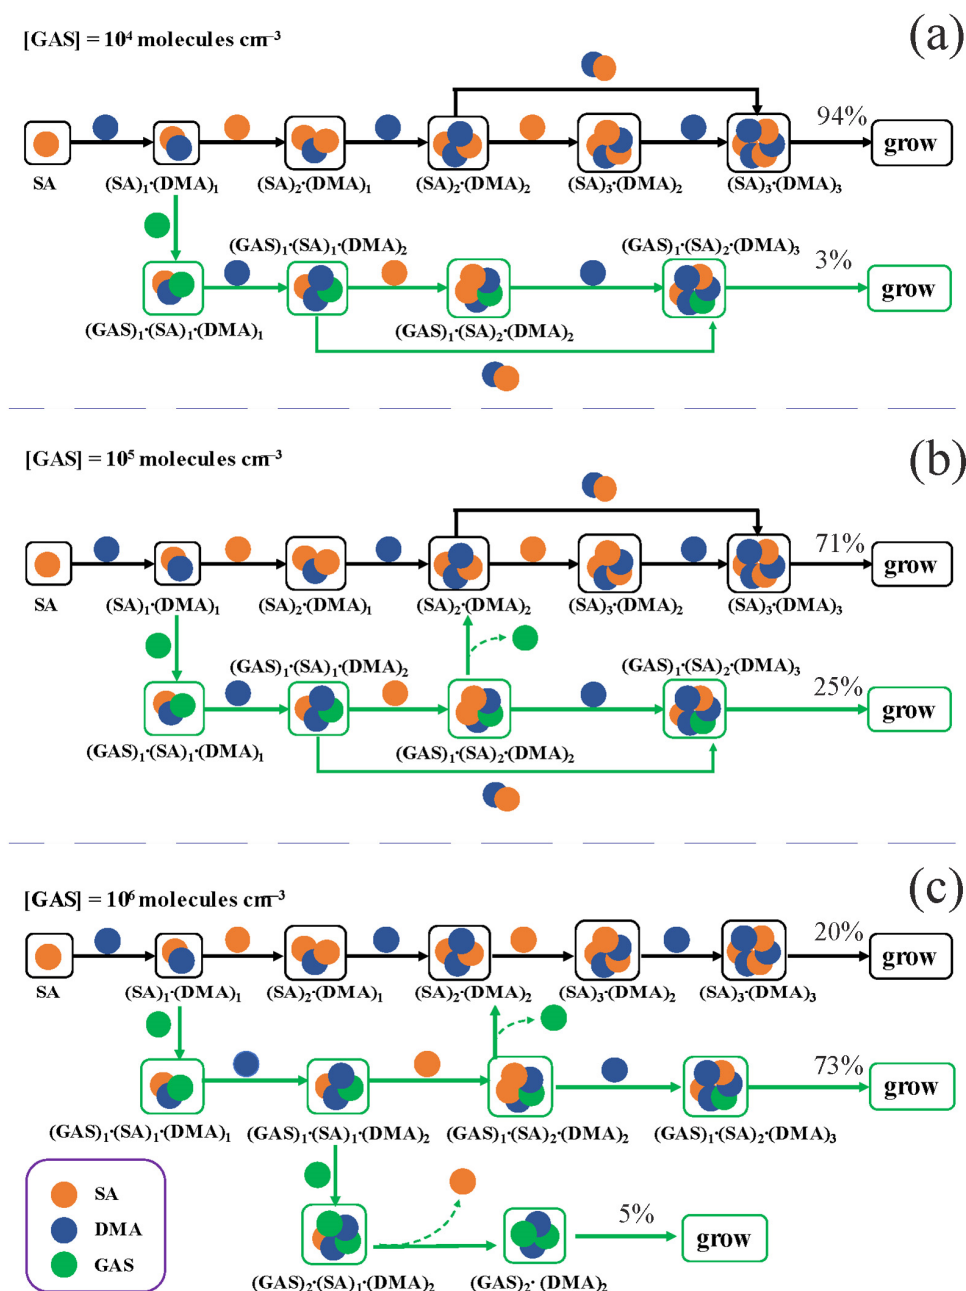 (a)
[GAS] = 10⁴ molecules cm⁻³
94%
grow
SA
(SA)₁·(DMA)₁
(SA)₂·(DMA)₁
(SA)₂·(DMA)₂
(SA)₃·(DMA)₂
(SA)₃·(DMA)₃
(GAS)₁·(SA)₁·(DMA)₂
(GAS)₁·(SA)₂·(DMA)₃
3%
grow
(GAS)₁·(SA)₁·(DMA)₁
(GAS)₁·(SA)₂·(DMA)₂
(b)
[GAS] = 10⁵ molecules cm⁻³
71%
grow
SA
(SA)₁·(DMA)₁
(SA)₂·(DMA)₁
(SA)₂·(DMA)₂
(SA)₃·(DMA)₂
(SA)₃·(DMA)₃
(GAS)₁·(SA)₁·(DMA)₂
(GAS)₁·(SA)₂·(DMA)₃
25%
grow
(GAS)₁·(SA)₁·(DMA)₁
(GAS)₁·(SA)₂·(DMA)₂
(c)
[GAS] = 10⁶ molecules cm⁻³
20%
grow
SA
(SA)₁·(DMA)₁
(SA)₂·(DMA)₁
(SA)₂·(DMA)₂
(SA)₃·(DMA)₂
(SA)₃·(DMA)₃
73%
grow
(GAS)₁·(SA)₁·(DMA)₁
(GAS)₁·(SA)₁·(DMA)₂
(GAS)₁·(SA)₂·(DMA)₂
(GAS)₁·(SA)₂·(DMA)₃
SA
DMA
GAS
5%
grow
(GAS)₂·(SA)₁·(DMA)₂
(GAS)₂·(DMA)₂